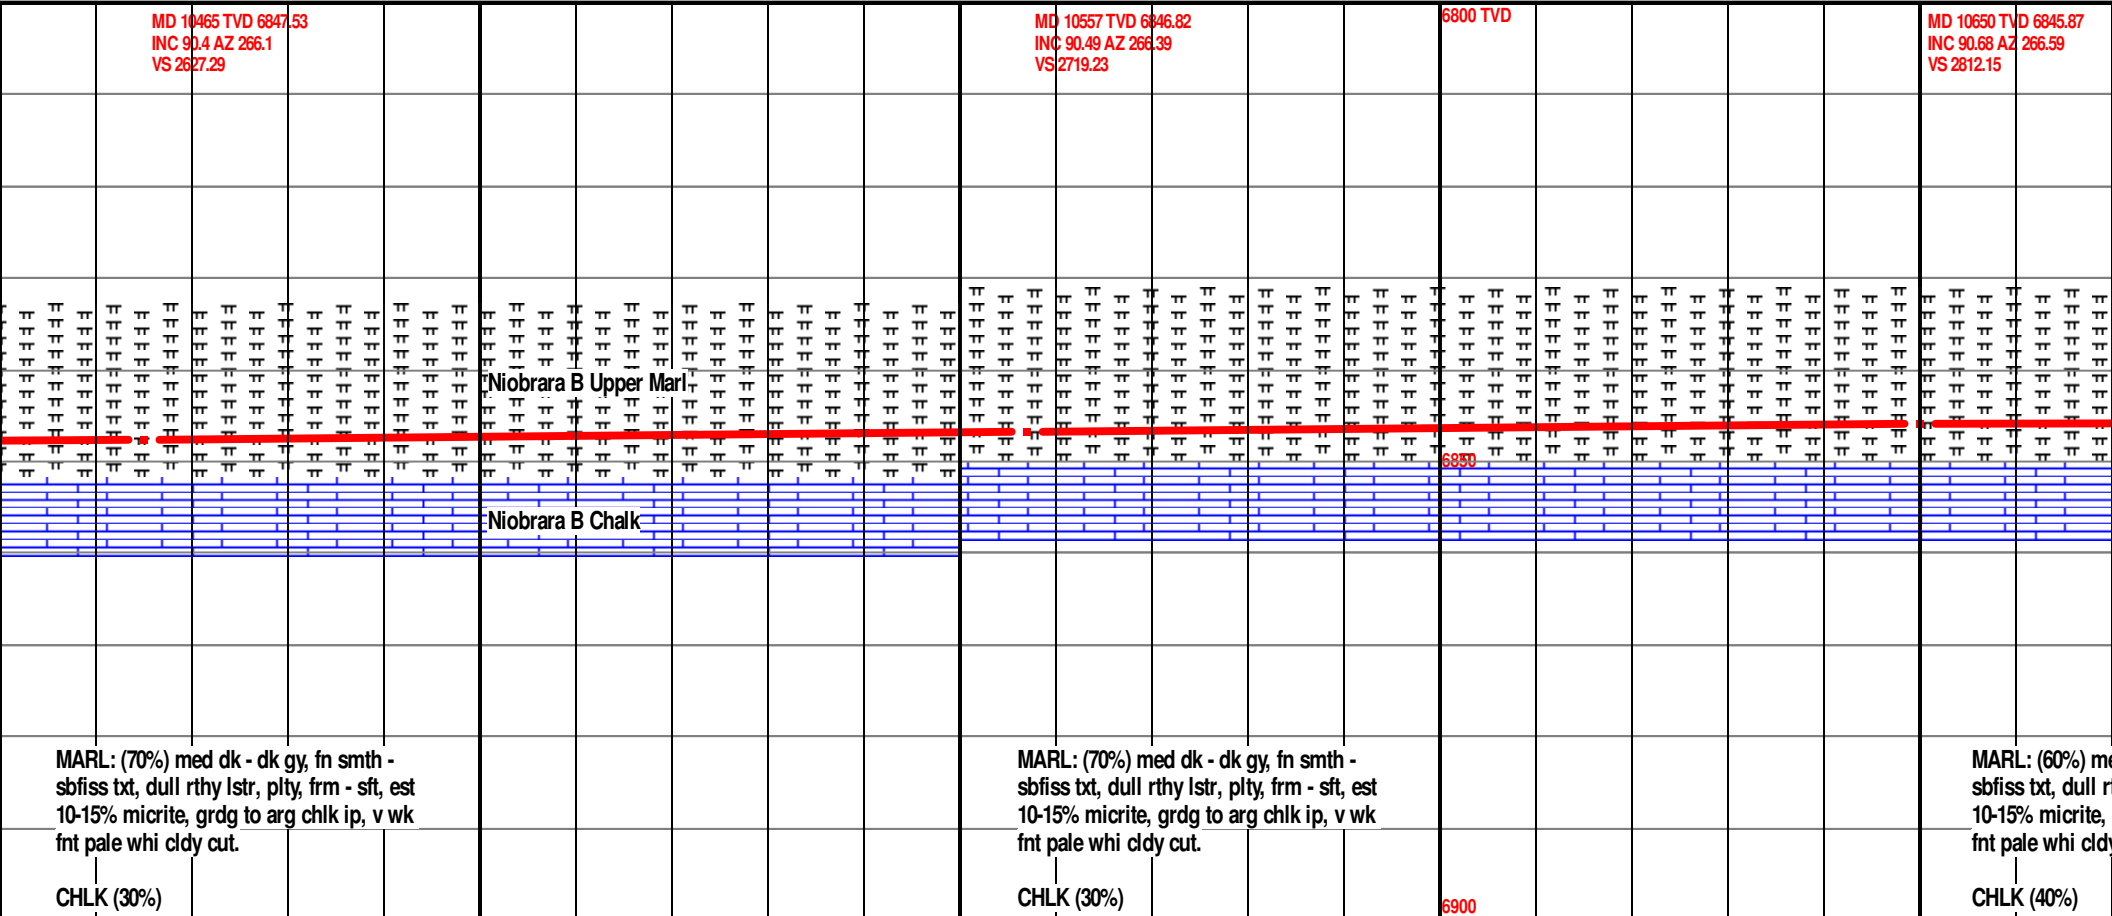 MD 10465 TVD 6847.53
INC 90.4 AZ 266.1
VS 2627.29
MD 10557 TVD 6846.82
INC 90.49 AZ 266.39
VS 2719.23
6800 TVD
MD 10650 TVD 6845.87
INC 90.68 AZ 266.59
VS 2812.15
Niobrara B Upper Marl
6850
Niobrara B Chalk
MARL: (70%) med dk - dk gy, fn smth -
sbfiss txt, dull rthy lstr, plty, frm - sft, est
10-15% micrite, grdg to arg chlk ip, v wk
fnt pale whi cldy cut.
CHLK (30%)
MARL: (70%) med dk - dk gy, fn smth -
sbfiss txt, dull rthy lstr, plty, frm - sft, est
10-15% micrite, grdg to arg chlk ip, v wk
fnt pale whi cldy cut.
CHLK (30%)
6900
MARL: (60%)
sbfiss txt, dull
10-15% micrite,
fnt pale whi
CHLK (40%)